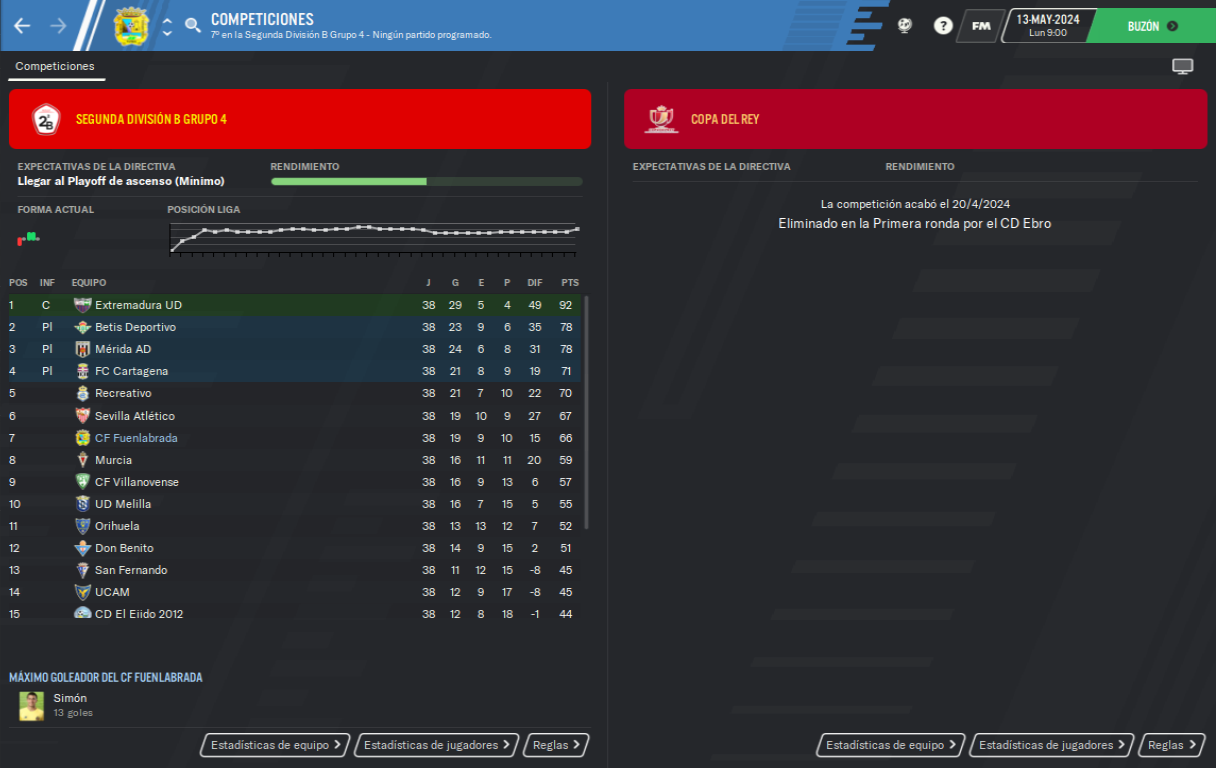 COMPETICIONES
7º en la Segunda División B Grupo 4 - Ningún partido programado.
?
FM
13-MAY-2024
Lun 9:00
BUZÓN
Competiciones
2ªB
SEGUNDA DIVISIÓN B GRUPO 4
EXPECTATIVAS DE LA DIRECTIVA RENDIMIENTO
Llegar al Playoff de ascenso (Mínimo)
FORMA ACTUAL POSICIÓN LIGA
POS INF EQUIPO J G E P DIF PTS
1 C Extremadura UD 38 29 5 4 49 92
2 Pl Betis Deportivo 38 23 9 6 35 78
3 Pl Mérida AD 38 24 6 8 31 78
4 Pl FC Cartagena 38 21 8 9 19 71
5 Recreativo 38 21 7 10 22 70
6 Sevilla Atlético 38 19 10 9 27 67
7 CF Fuenlabrada 38 19 9 10 15 66
8 Murcia 38 16 11 11 20 59
9 CF Villanovense 38 16 9 13 6 57
10 UD Melilla 38 16 7 15 5 55
11 Orihuela 38 13 13 12 7 52
12 Don Benito 38 14 9 15 2 51
13 San Fernando 38 11 12 15 -8 45
14 UCAM 38 12 9 17 -8 45
15 CD El Ejido 2012 38 12 8 18 -1 44
MÁXIMO GOLEADOR DEL CF FUENLABRADA
Simón
13 goles
Estadísticas de equipo Estadísticas de jugadores Reglas
COPA DEL REY
EXPECTATIVAS DE LA DIRECTIVA RENDIMIENTO
La competición acabó el 20/4/2024
Eliminado en la Primera ronda por el CD Ebro
Estadísticas de equipo Estadísticas de jugadores Reglas